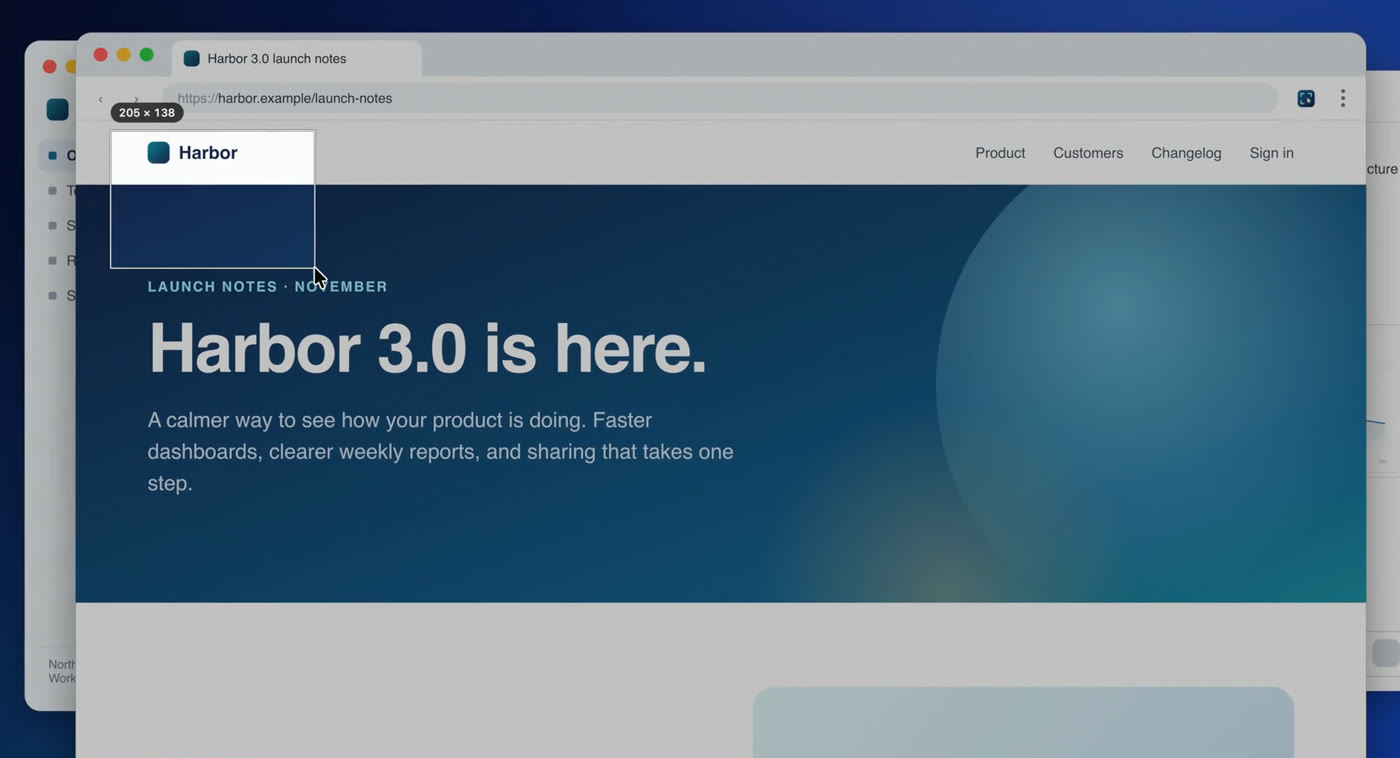 Harbor 3.0 launch notes
https://harbor.example/launch-notes
205 × 138
Harbor
Product
Customers
Changelog
Sign in
LAUNCH NOTES · NOVEMBER
Harbor 3.0 is here.
A calmer way to see how your product is doing. Faster
dashboards, clearer weekly reports, and sharing that takes one
step.